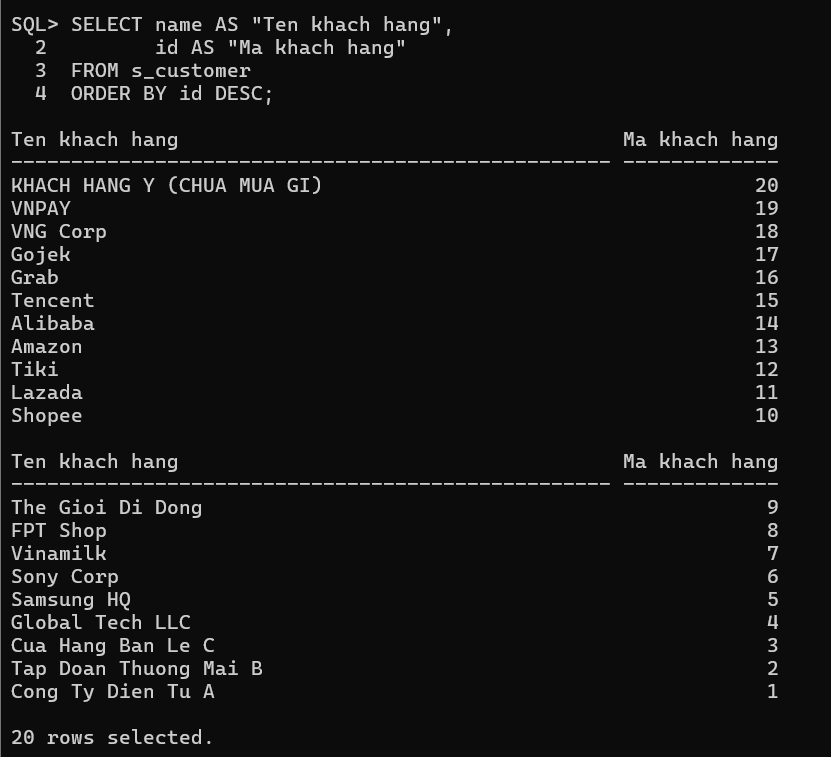 SQL> SELECT name AS "Ten khach hang",
  2         id AS "Ma khach hang"
  3  FROM s_customer
  4  ORDER BY id DESC;

Ten khach hang                                     Ma khach hang
-------------------------------------------------- -------------
KHACH HANG Y (CHUA MUA GI)                                    20
VNPAY                                                         19
VNG Corp                                                      18
Gojek                                                         17
Grab                                                          16
Tencent                                                       15
Alibaba                                                       14
Amazon                                                        13
Tiki                                                          12
Lazada                                                        11
Shopee                                                        10

Ten khach hang                                     Ma khach hang
-------------------------------------------------- -------------
The Gioi Di Dong                                               9
FPT Shop                                                       8
Vinamilk                                                       7
Sony Corp                                                      6
Samsung HQ                                                     5
Global Tech LLC                                                4
Cua Hang Ban Le C                                              3
Tap Doan Thuong Mai B                                          2
Cong Ty Dien Tu A                                              1

20 rows selected.